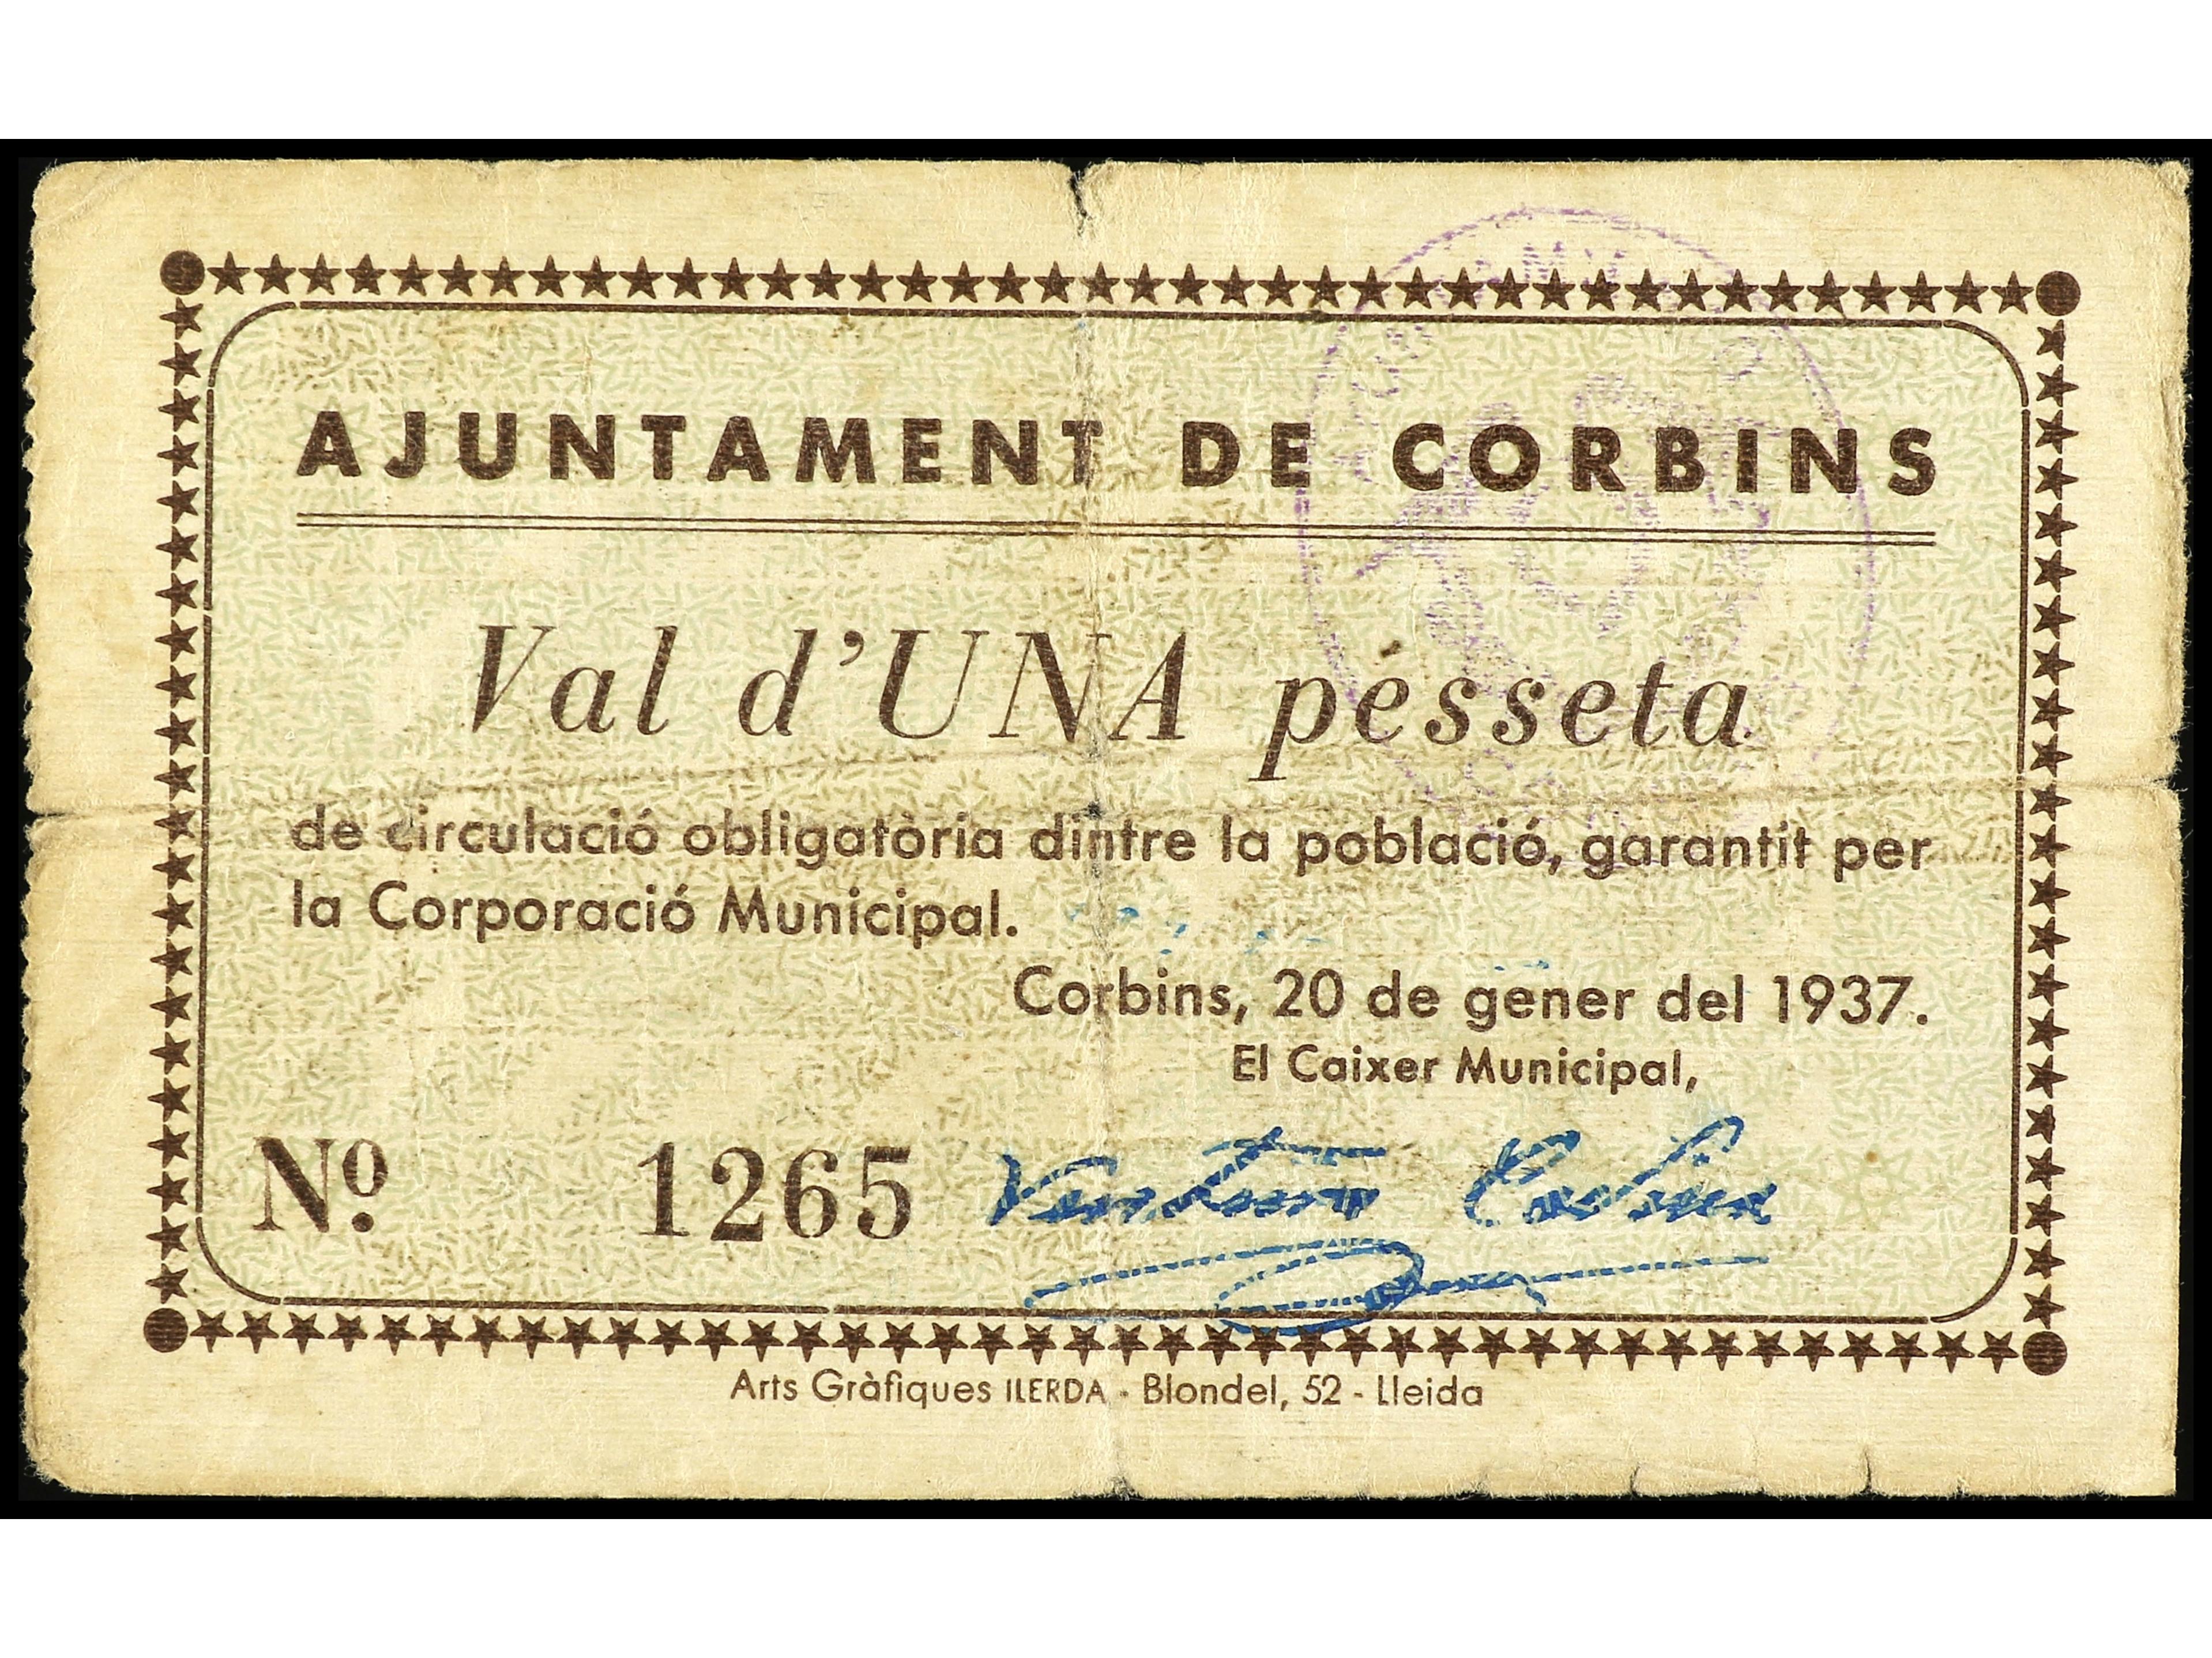 AJUNTAMENT DE CORBINS
Val d'UNA pesseta
de circulació obligatòria dintre la població, garantit per
la Corporació Municipal.
Corbins, 20 de gener del 1937.
El Caixer Municipal,
Nº. 1265
Arts Gràfiques ILERDA - Blondel, 52 - Lleida